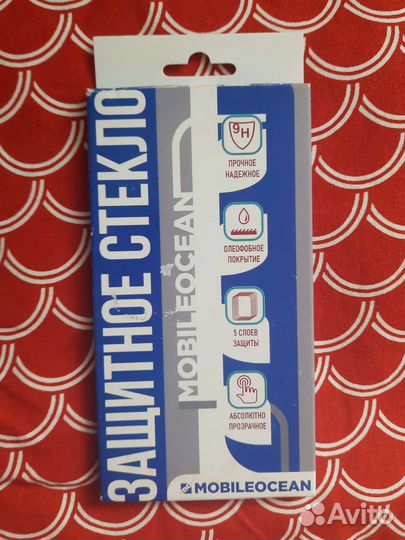 ЗАЩИТНОЕ СТЕКЛО
MOBILEOCEAN
9H
ПРОЧНОЕ
НАДЕЖНОЕ
ОЛЕОФОБНОЕ
ПОКРЫТИЕ
5 СЛОЕВ
ЗАЩИТЫ
АБСОЛЮТНО
ПРОЗРАЧНОЕ
MOBILEOCEAN
Avito